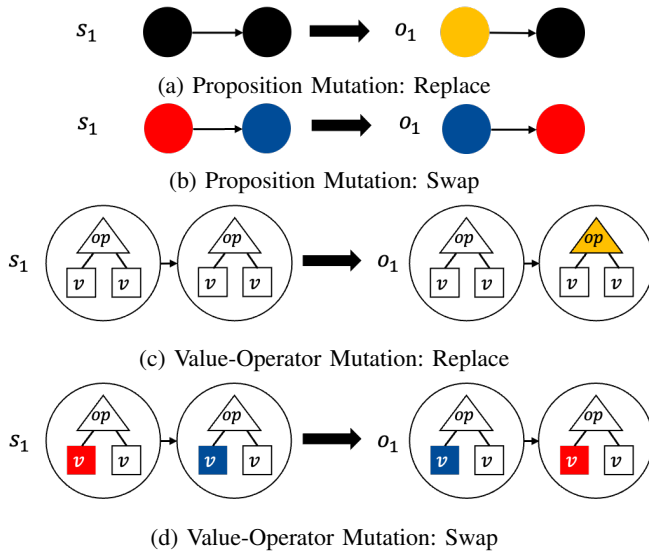 s₁ o₁
(a) Proposition Mutation: Replace
s₁ o₁
(b) Proposition Mutation: Swap
op op op op
s₁ v v v v o₁ v v v v
(c) Value-Operator Mutation: Replace
op op op op
s₁ v v v v o₁ v v v v
(d) Value-Operator Mutation: Swap